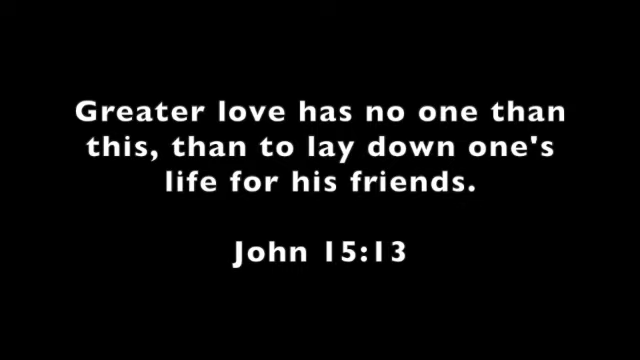 Greater love has no one than
this, than to lay down one's
life for his friends.
John 15:13